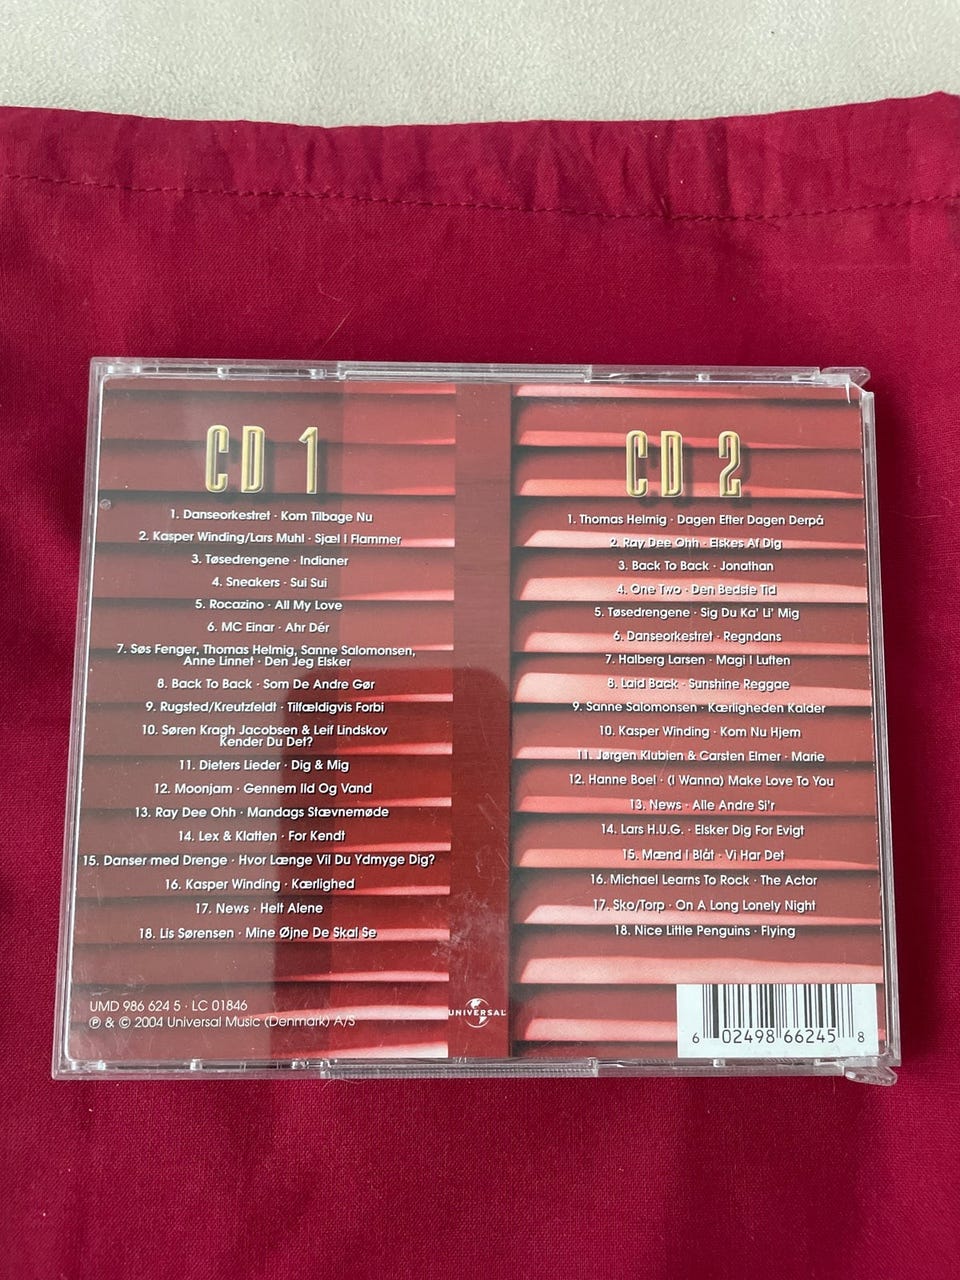 CD 1
1. Danseorkestret · Kom Tilbage Nu
2. Kasper Winding/Lars Muhl · Sjæl I Flammer
3. Tøsedrengene · Indianer
4. Sneakers · Sui Sui
5. Rocazino · All My Love
6. MC Einar · Ahr Dér
7. Søs Fenger, Thomas Helmig, Sanne Salomonsen,
Anne Linnet · Den Jeg Elsker
8. Back To Back · Som De Andre Gør
9. Rugsted/Kreutzfeldt · Tilfældigvis Forbi
10. Søren Kragh Jacobsen & Leif Lindskov
Kender Du Det?
11. Dieters Lieder · Dig & Mig
12. Moonjam · Gennem Ild Og Vand
13. Ray Dee Ohh · Mandags Stævnemøde
14. Lex & Klatten · For Kendt
15. Danser med Drenge · Hvor Længe Vil Du Ydmyge Dig?
16. Kasper Winding · Kærlighed
17. News · Helt Alene
18. Lis Sørensen · Mine Øjne De Skal Se
UMD 986 624 5 · LC 01846
℗ & © 2004 Universal Music (Denmark) A/S
UNIVERSAL
CD 2
1. Thomas Helmig · Dagen Efter Dagen Derpå
2. Ray Dee Ohh · Elskes Af Dig
3. Back To Back · Jonathan
4. One Two · Den Bedste Tid
5. Tøsedrengene · Sig Du Ka' Li' Mig
6. Danseorkestret · Regndans
7. Halberg Larsen · Magi I Luften
8. Laid Back · Sunshine Reggae
9. Sanne Salomonsen · Kærligheden Kalder
10. Kasper Winding · Kom Nu Hjem
11. Jørgen Klubien & Carsten Elmer · Marie
12. Hanne Boel · (I Wanna) Make Love To You
13. News · Alle Andre Si'r
14. Lars H.U.G. · Elsker Dig For Evigt
15. Mænd I Blåt · Vi Har Det
16. Michael Learns To Rock · The Actor
17. Sko/Torp · On A Long Lonely Night
18. Nice Little Penguins · Flying
6 02498 66245 8